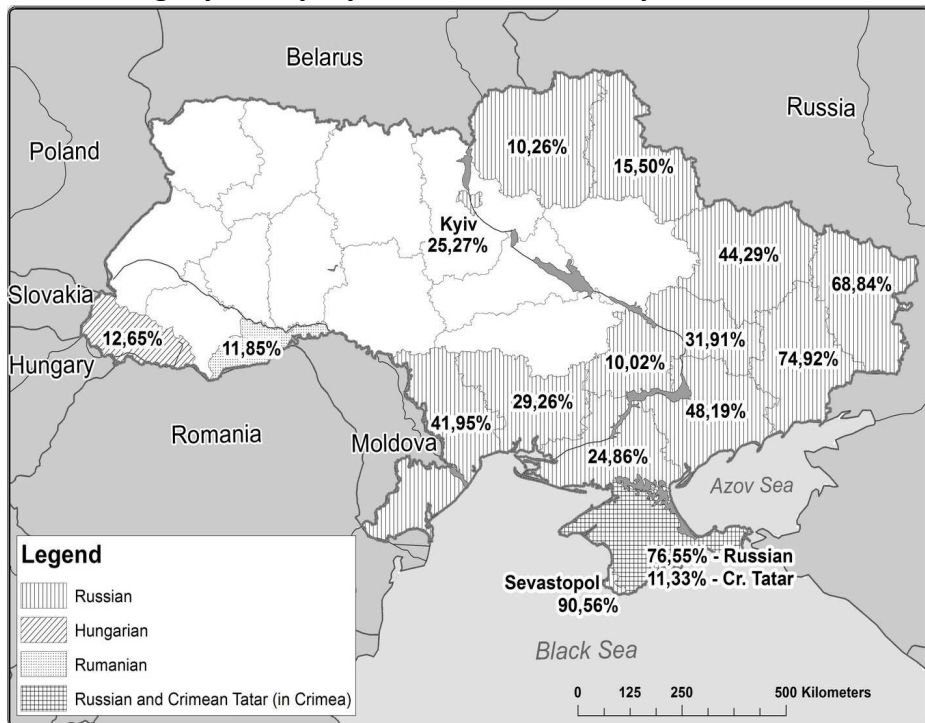 Belarus
Russia
Poland
10,26%
15,50%
Kyiv
25,27%
44,29%
68,84%
Slovakia
12,65%
11,85%
31,91%
Hungary
10,02%
74,92%
29,26%
48,19%
41,95%
Romania
Moldova
24,86%
Azov Sea
Legend
Russian
Hungarian
Rumanian
Russian and Crimean Tatar (in Crimea)
76,55% - Russian
11,33% - Cr. Tatar
Sevastopol
90,56%
Black Sea
0 125 250 500 Kilometers